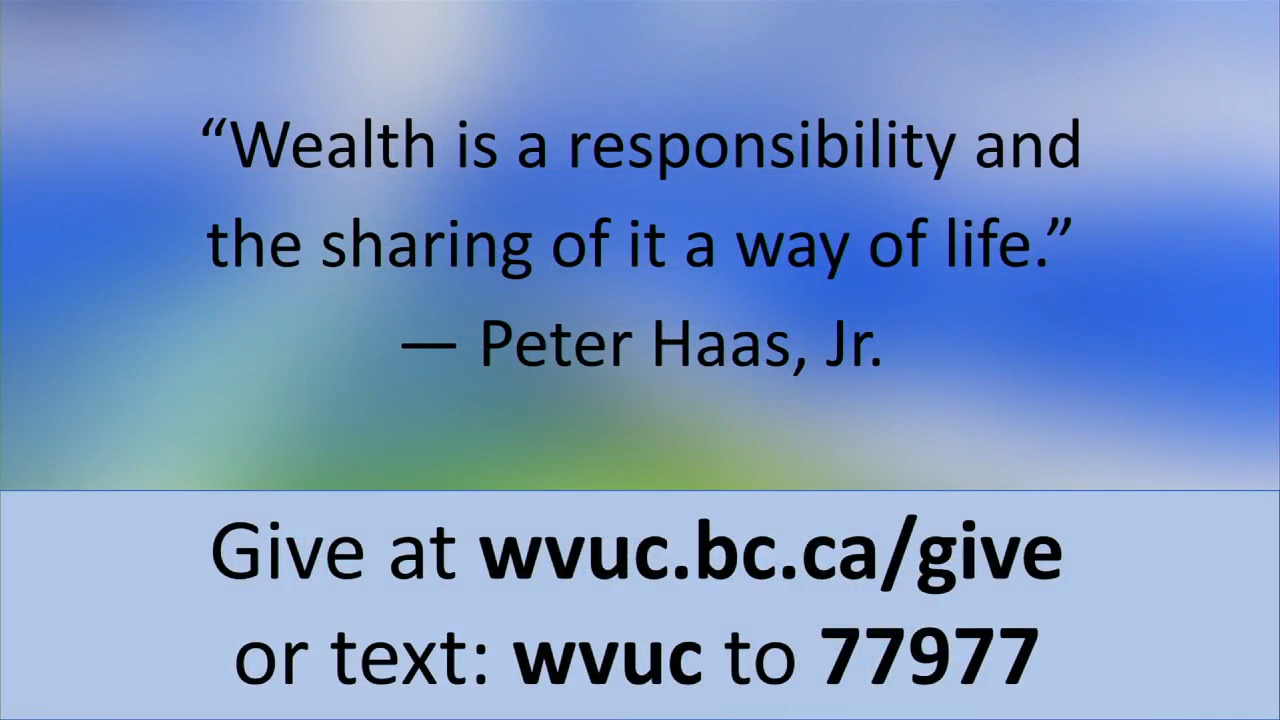 “Wealth is a responsibility and
the sharing of it a way of life.”
— Peter Haas, Jr.
Give at wvuc.bc.ca/give
or text: wvuc to 77977